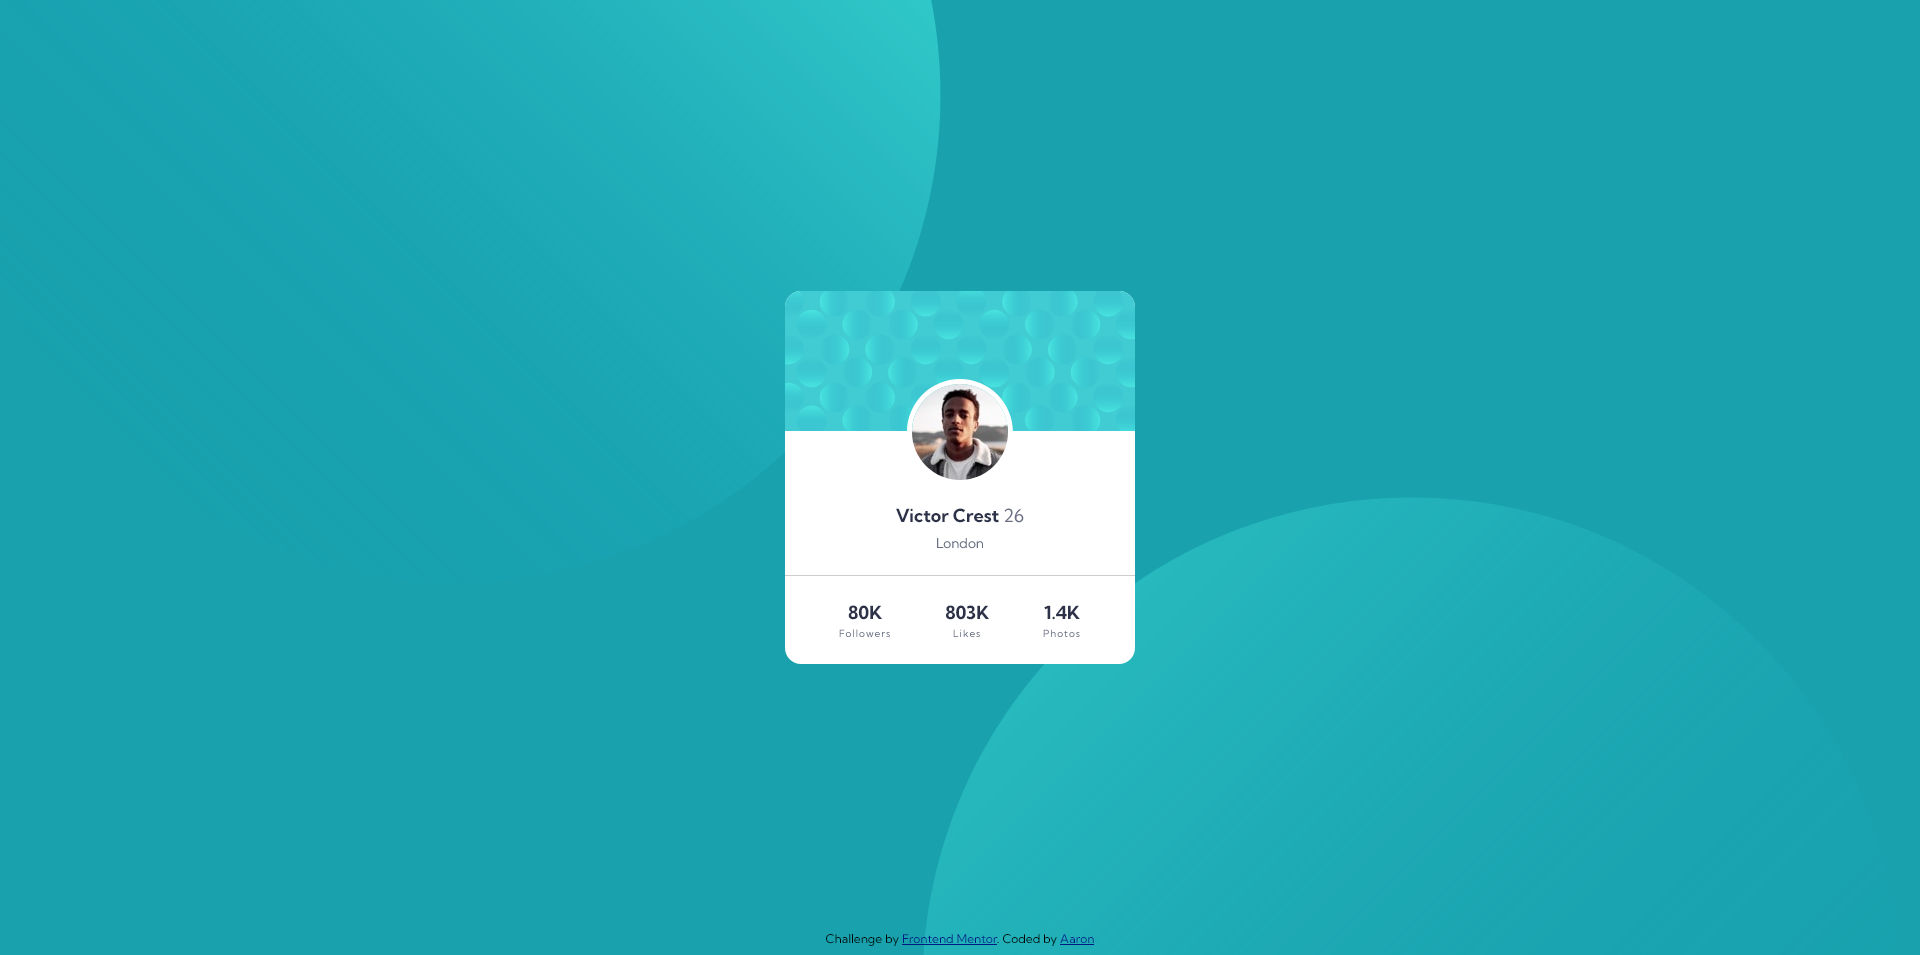 Victor Crest 26
London
80K 803K 1.4K
Followers Likes Photos
Challenge by Frontend Mentor. Coded by Aaron